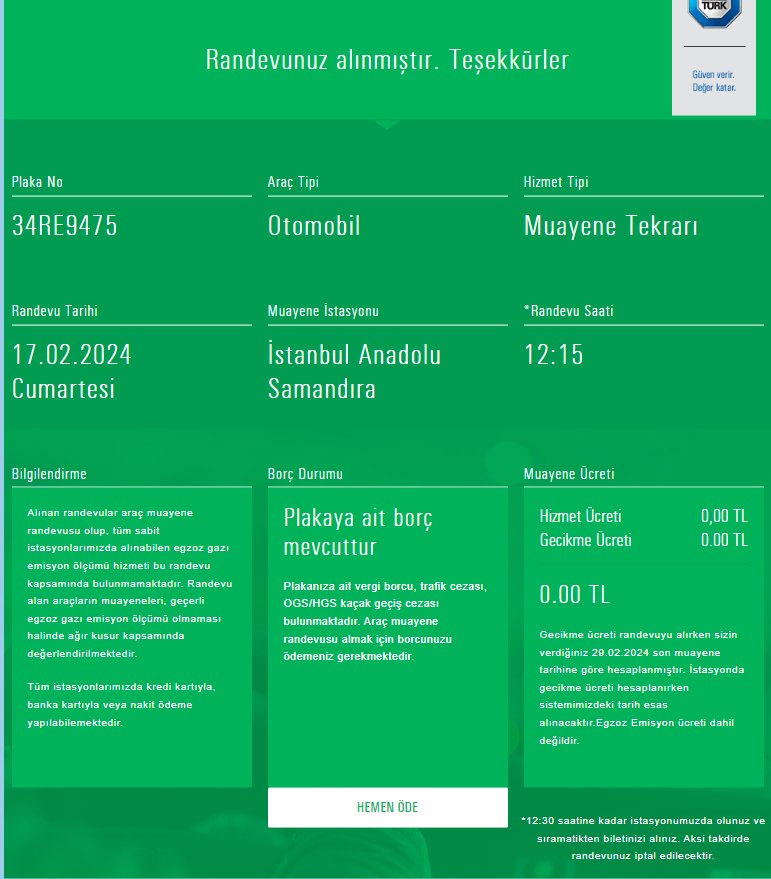 TÜRK
Güven verir.
Değer katar.
Randevunuz alınmıştır. Teşekkürler
Plaka No
34RE9475
Araç Tipi
Otomobil
Hizmet Tipi
Muayene Tekrarı
Randevu Tarihi
17.02.2024
Cumartesi
Muayene İstasyonu
İstanbul Anadolu
Samandıra
*Randevu Saati
12:15
Bilgilendirme
Alınan randevular araç muayene
randevusu olup, tüm sabit
istasyonlarımızda alınabilen egzoz gazı
emisyon ölçümü hizmeti bu randevu
kapsamında bulunmamaktadır. Randevu
alan araçların muayeneleri, geçerli
egzoz gazı emisyon ölçümü olmaması
halinde ağır kusur kapsamında
değerlendirilmektedir.
Tüm istasyonlarımızda kredi kartıyla,
banka kartıyla veya nakit ödeme
yapılabilemektedir.
Borç Durumu
Plakaya ait borç
mevcuttur
Plakanıza ait vergi borcu, trafik cezası,
OGS/HGS kaçak geçiş cezası
bulunmaktadır. Araç muayene
randevusu almak için borcunuzu
ödemeniz gerekmektedir.
HEMEN ÖDE
Muayene Ücreti
Hizmet Ücreti 0,00 TL
Gecikme Ücreti 0.00 TL
0.00 TL
Gecikme ücreti randevuyu alırken sizin
verdiğiniz 29.02.2024 son muayene
tarihine göre hesaplanmıştır. İstasyonda
gecikme ücreti hesaplanırken
sistemimizdeki tarih esas
alınacaktır.Egzoz Emisyon ücreti dahil
değildir.
*12:30 saatine kadar istasyonumuzda olunuz ve
sıramatikten biletinizi alınız. Aksi takdirde
randevunuz iptal edilecektir.